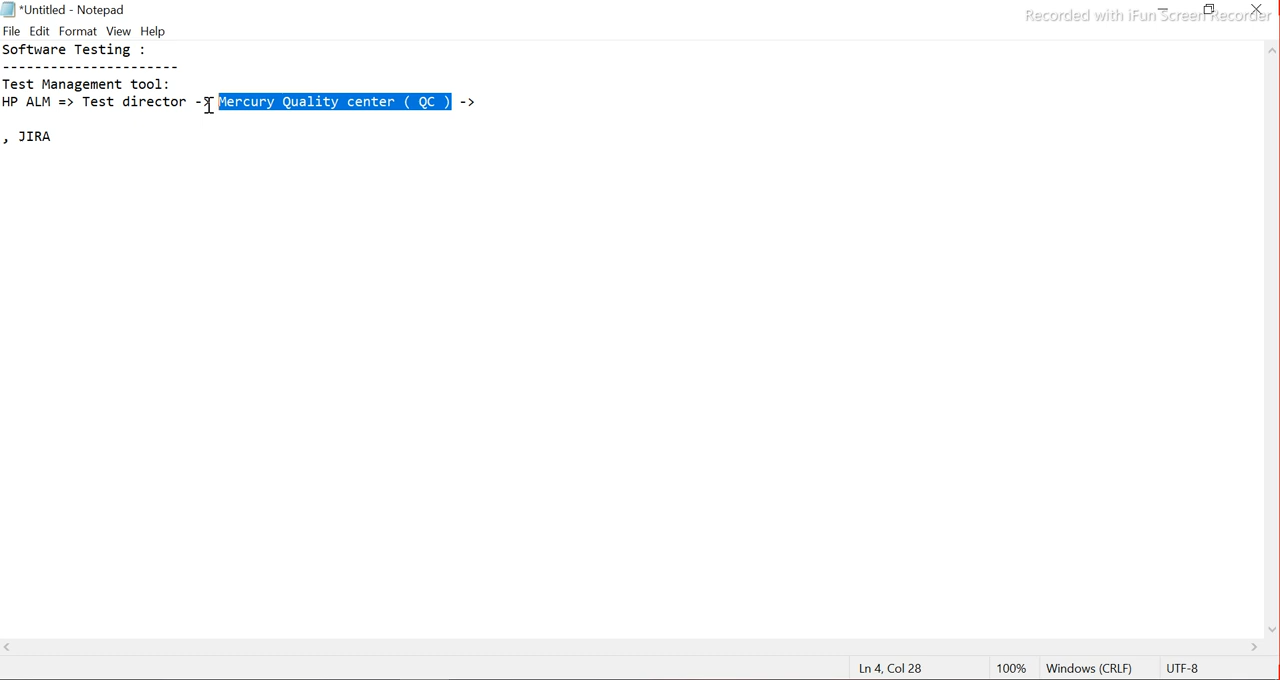 *Untitled - Notepad
Recorded with iFun Screen Recorder
File Edit Format View Help
Software Testing :
----------------------
Test Management tool:
HP ALM => Test director -> Mercury Quality center ( QC ) ->
, JIRA
Ln 4, Col 28 100% Windows (CRLF) UTF-8